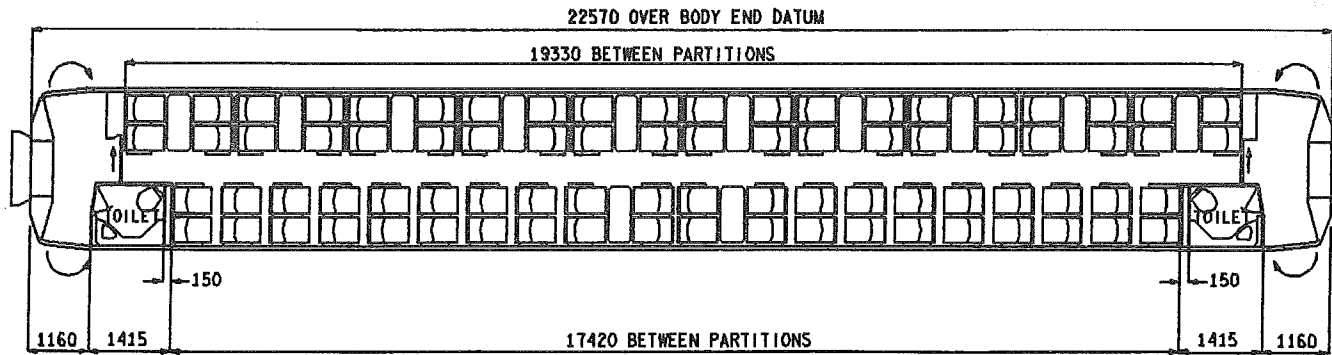 22570 OVER BODY END DATUM
19330 BETWEEN PARTITIONS
TOILET
TOILET
150
150
1160
1415
17420 BETWEEN PARTITIONS
1415
1160